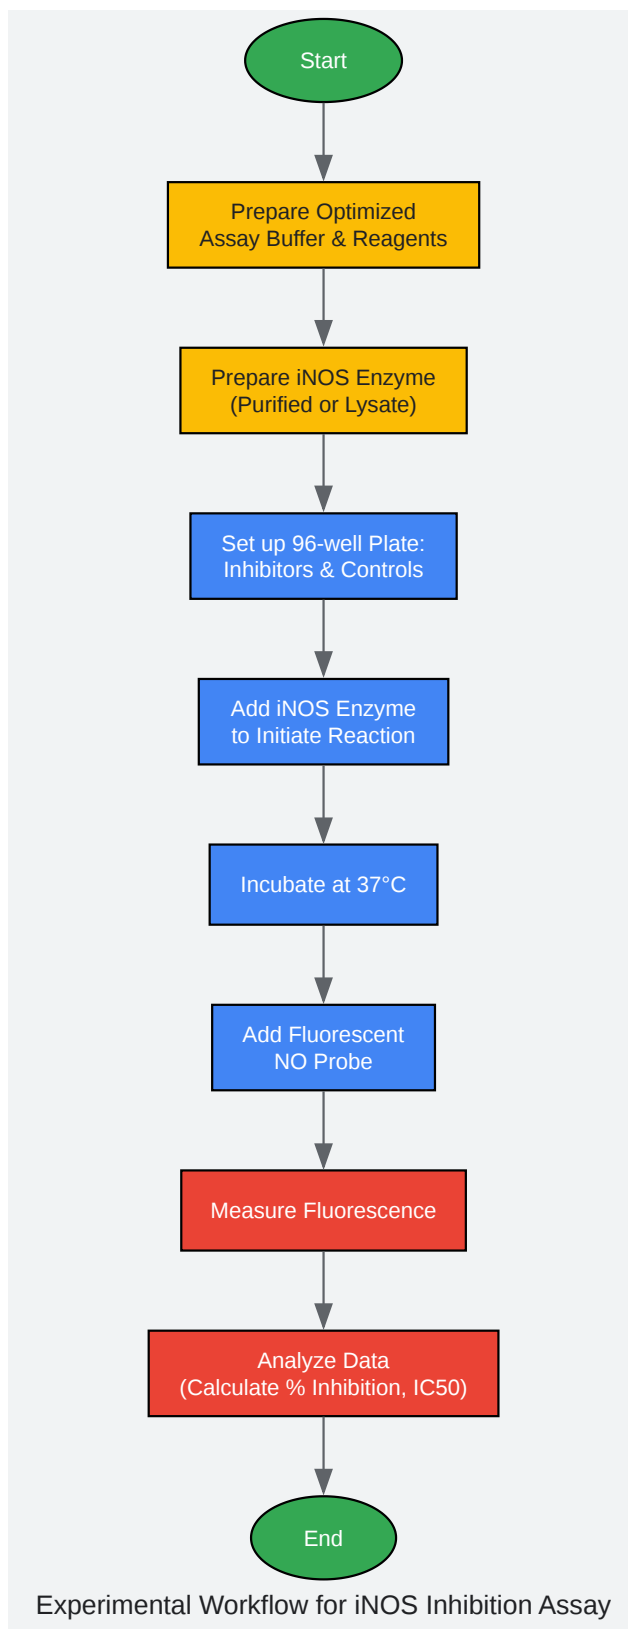 Start
Prepare Optimized
Assay Buffer & Reagents
Prepare iNOS Enzyme
(Purified or Lysate)
Set up 96-well Plate:
Inhibitors & Controls
Add iNOS Enzyme
to Initiate Reaction
Incubate at 37°C
Add Fluorescent
NO Probe
Measure Fluorescence
Analyze Data
(Calculate % Inhibition, IC50)
End
Experimental Workflow for iNOS Inhibition Assay